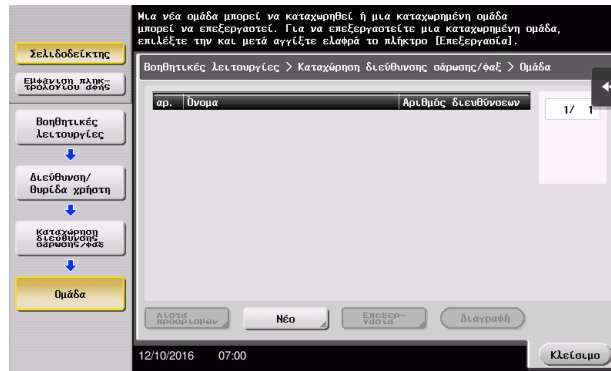 Μια νέα ομάδα μπορεί να καταχωρηθεί ή μια καταχωρημένη ομάδα
μπορεί να επεξεργαστεί. Για να επεξεργαστείτε μια καταχωρημένη ομάδα,
επιλέξτε την και μετά αγγίξτε ελαφρά το πλήκτρο [Επεξεργασία].
Σελιδοδείκτης
Εμφάνιση πληκ-
τρολογίου αφής
Βοηθητικές
λειτουργίες
Διεύθυνση/
θυρίδα χρήστη
Καταχώρηση
διεύθυνσης
σάρωσης/φαξ
Ομάδα
Βοηθητικές λειτουργίες > Καταχώρηση διεύθυνσης σάρωσης/φαξ > Ομάδα
αρ. Όνομα Αριθμός διευθύνσεων
1/ 1
Λίστα
προορισμών
Νέο
Επεξερ-
γασία
Διαγραφή
12/10/2016 07:00
Κλείσιμο